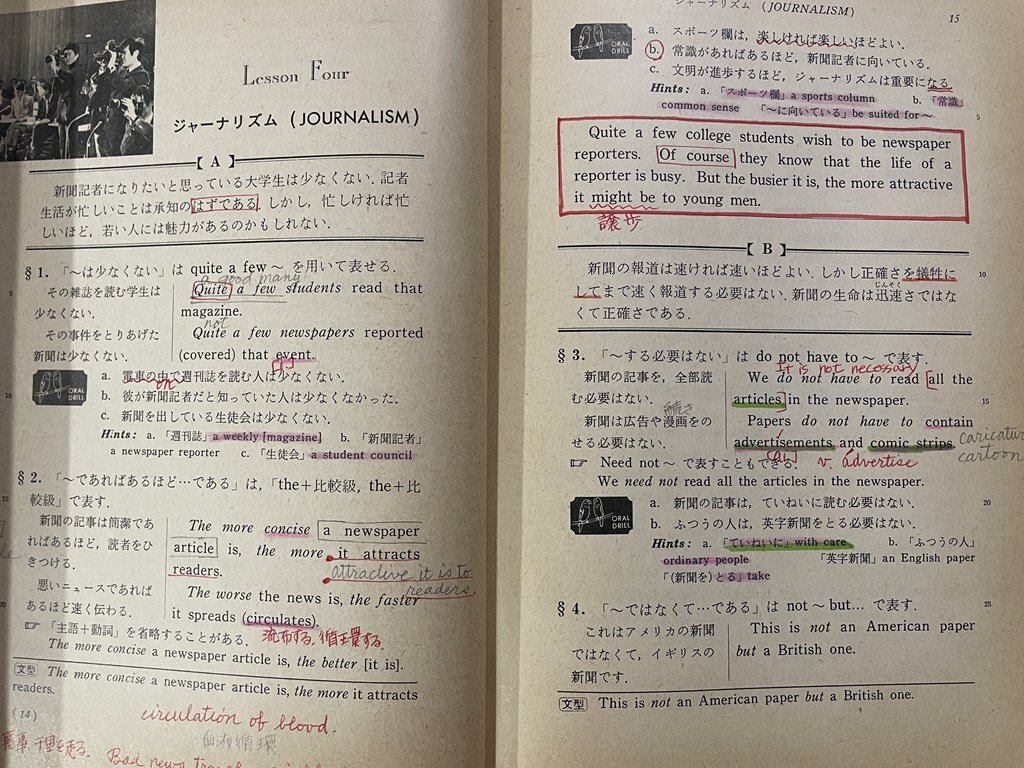 Lesson Four
ジャーナリズム (JOURNALISM)
【 A 】
新聞記者になりたいと思っている大学生は少なくない. 記者
生活が忙しいことは承知のはずである. しかし, 忙しければ忙
しいほど, 若い人には魅力があるのかもしれない.
§ 1. 「〜は少なくない」は quite a few 〜 を用いて表せる.
a good many
5
その雑誌を読む学生は
少なくない.
Quite a few students read that
magazine.
not
その事件をとりあげた
新聞は少なくない.
Quite a few newspapers reported
(covered) that event.
ORAL DRILL
10
a. 電車の中で週刊誌を読む人は少なくない.
on
b. 彼が新聞記者だと知っていた人は少なくなかった.
c. 新聞を出している生徒会は少なくない.
Hints: a. 「週刊誌」a weekly [magazine] b. 「新聞記者」
a newspaper reporter c. 「生徒会」a student council
§ 2. 「〜であればあるほど…である」は, 「the＋比較級, the＋比
15
較級」で表す.
新聞の記事は簡潔であ
ればあるほど, 読者をひ
きつける.
The more concise a newspaper
article is, the more it attracts
readers.
attractive it is to
readers.
悪いニュースであれば
20
あるほど速く伝わる.
The worse the news is, the faster
it spreads (circulates).
流布する, 循環する
☞ 「主語＋動詞」を省略することがある.
The more concise a newspaper article is, the better [it is].
文型 The more concise a newspaper article is, the more it attracts
readers.
(14)
circulation of blood.
血液循環
Bad news
ジャーナリズム (JOURNALISM)
15
ORAL DRILL
a. スポーツ欄は, 楽しければ楽しいほどよい.
b. 常識があればあるほど, 新聞記者に向いている.
c. 文明が進歩するほど, ジャーナリズムは重要になる.
Hints: a. 「スポーツ欄」a sports column b. 「常識」
common sense 「〜に向いている」be suited for 〜
5
Quite a few college students wish to be newspaper
reporters. Of course they know that the life of a
reporter is busy. But the busier it is, the more attractive
it might be to young men.
譲歩
【 B 】
新聞の報道は速ければ速いほどよい. しかし正確さを犠牲に
10
してまで速く報道する必要はない. 新聞の生命は迅速さではな
じんそく
くて正確さである.
§ 3. 「〜する必要はない」は do not have to 〜 で表す.
It is not necessary
新聞の記事を, 全部読
む必要はない.
We do not have to read all the
articles in the newspaper.
15
新聞は広告や漫画をの
せる必要はない.
続き
Papers do not have to contain
advertisements and comic strips.
caricature
cartoon
[ai]
v. advertise
☞ Need not 〜 で表すこともできる.
We need not read all the articles in the newspaper.
ORAL DRILL
a. 新聞の記事は, ていねいに読む必要はない.
20
b. ふつうの人は, 英字新聞をとる必要はない.
Hints: a. 「ていねいに」with care b. 「ふつうの人」
ordinary people 「英字新聞」an English paper
「(新聞を)とる」take
§ 4. 「〜ではなくて…である」は not 〜 but… で表す.
25
これはアメリカの新聞
ではなくて, イギリスの
新聞です.
This is not an American paper
but a British one.
文型 This is not an American paper but a British one.